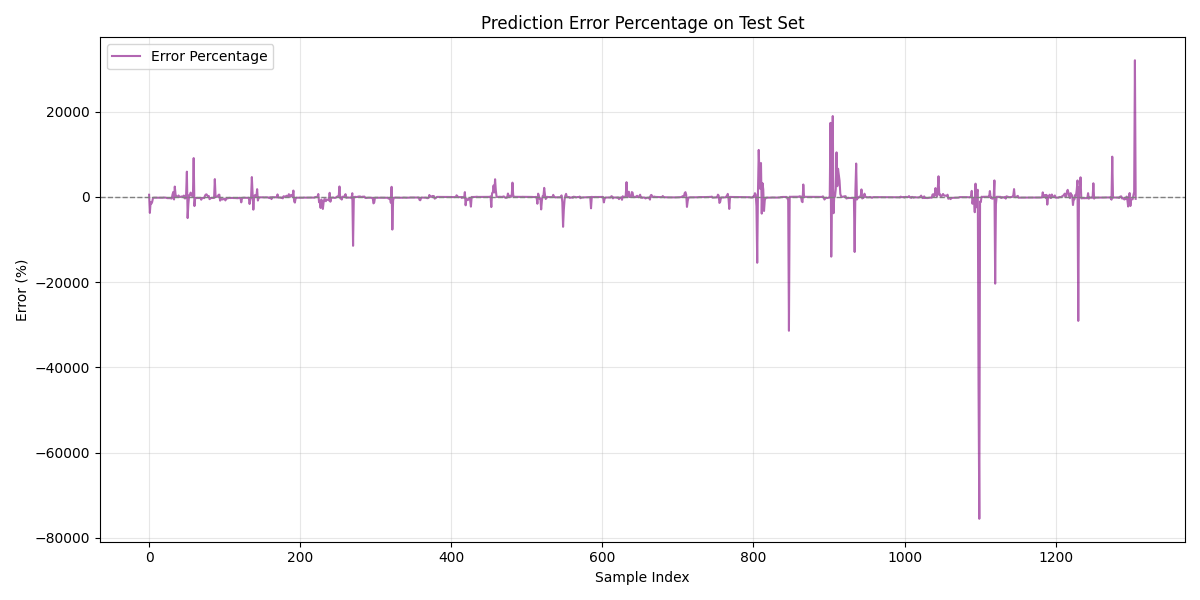 Prediction Error Percentage on Test Set
Error Percentage
20000
0
−20000
−40000
−60000
−80000
Error (%)
0 200 400 600 800 1000 1200
Sample Index